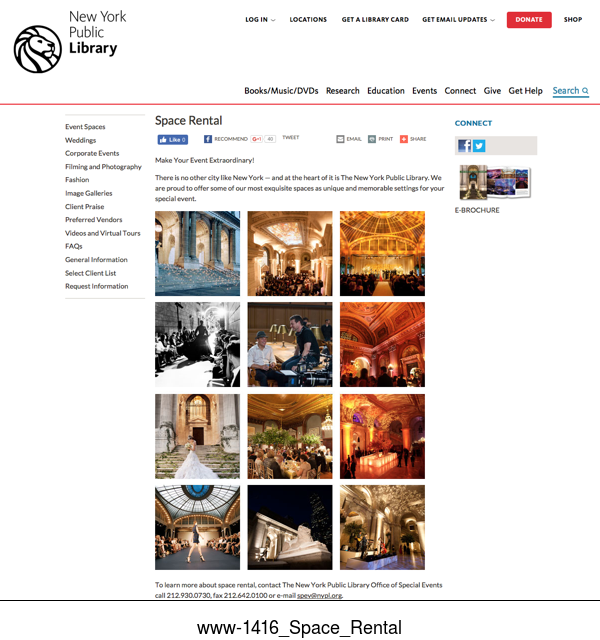 New York
Public
Library
LOG IN
LOCATIONS
GET A LIBRARY CARD
GET EMAIL UPDATES
DONATE
SHOP
Books/Music/DVDs
Research
Education
Events
Connect
Give
Get Help
Search
Event Spaces
Weddings
Corporate Events
Filming and Photography
Fashion
Image Galleries
Client Praise
Preferred Vendors
Videos and Virtual Tours
FAQs
General Information
Select Client List
Request Information
Space Rental
Like 0
RECOMMEND
G+1 40
TWEET
EMAIL
PRINT
SHARE
Make Your Event Extraordinary!
There is no other city like New York — and at the heart of it is The New York Public Library. We
are proud to offer some of our most exquisite spaces as unique and memorable settings for your
special event.
To learn more about space rental, contact The New York Public Library Office of Special Events
call 212.930.0730, fax 212.642.0100 or e-mail spev@nypl.org.
CONNECT
E-BROCHURE
www-1416_Space_Rental